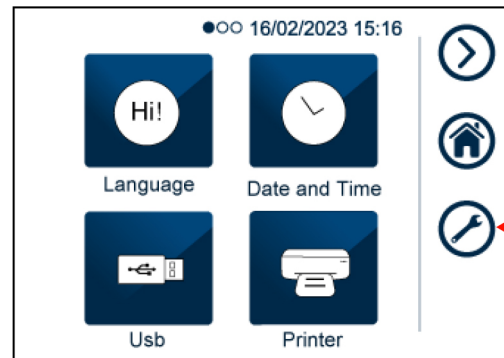 16/02/2023 15:16
Hi!
Language
Date and Time
Usb
Printer